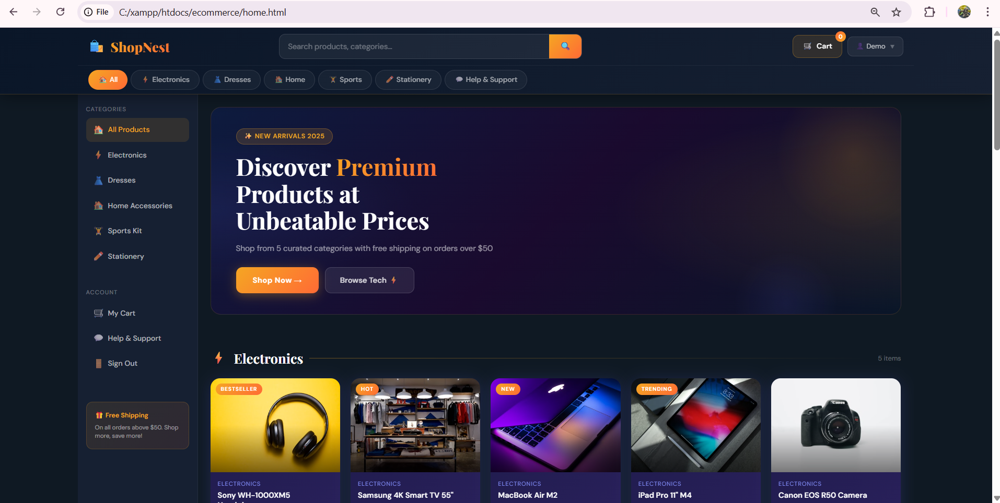 File C:/xampp/htdocs/ecommerce/home.html
ShopNest
Search products, categories...
0
Cart
Demo ▼
All
Electronics
Dresses
Home
Sports
Stationery
Help & Support
CATEGORIES
All Products
Electronics
Dresses
Home Accessories
Sports Kit
Stationery
ACCOUNT
My Cart
Help & Support
Sign Out
Free Shipping
On all orders above $50. Shop
more, save more!
NEW ARRIVALS 2025
Discover Premium
Products at
Unbeatable Prices
Shop from 5 curated categories with free shipping on orders over $50
Shop Now →
Browse Tech
Electronics
5 items
BESTSELLER
HOT
NEW
TRENDING
8:33
Canon
ELECTRONICS
Sony WH-1000XM5
ELECTRONICS
Samsung 4K Smart TV 55"
ELECTRONICS
MacBook Air M2
ELECTRONICS
iPad Pro 11" M4
ELECTRONICS
Canon EOS R50 Camera